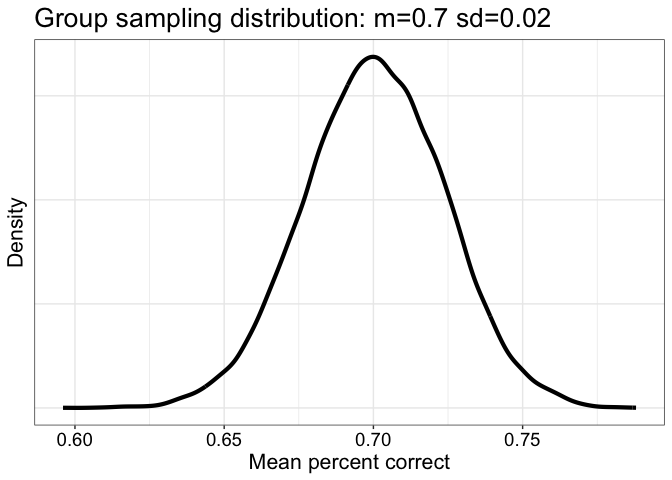 Group sampling distribution: m=0.7 sd=0.02
Density
0.60 0.65 0.70 0.75
Mean percent correct